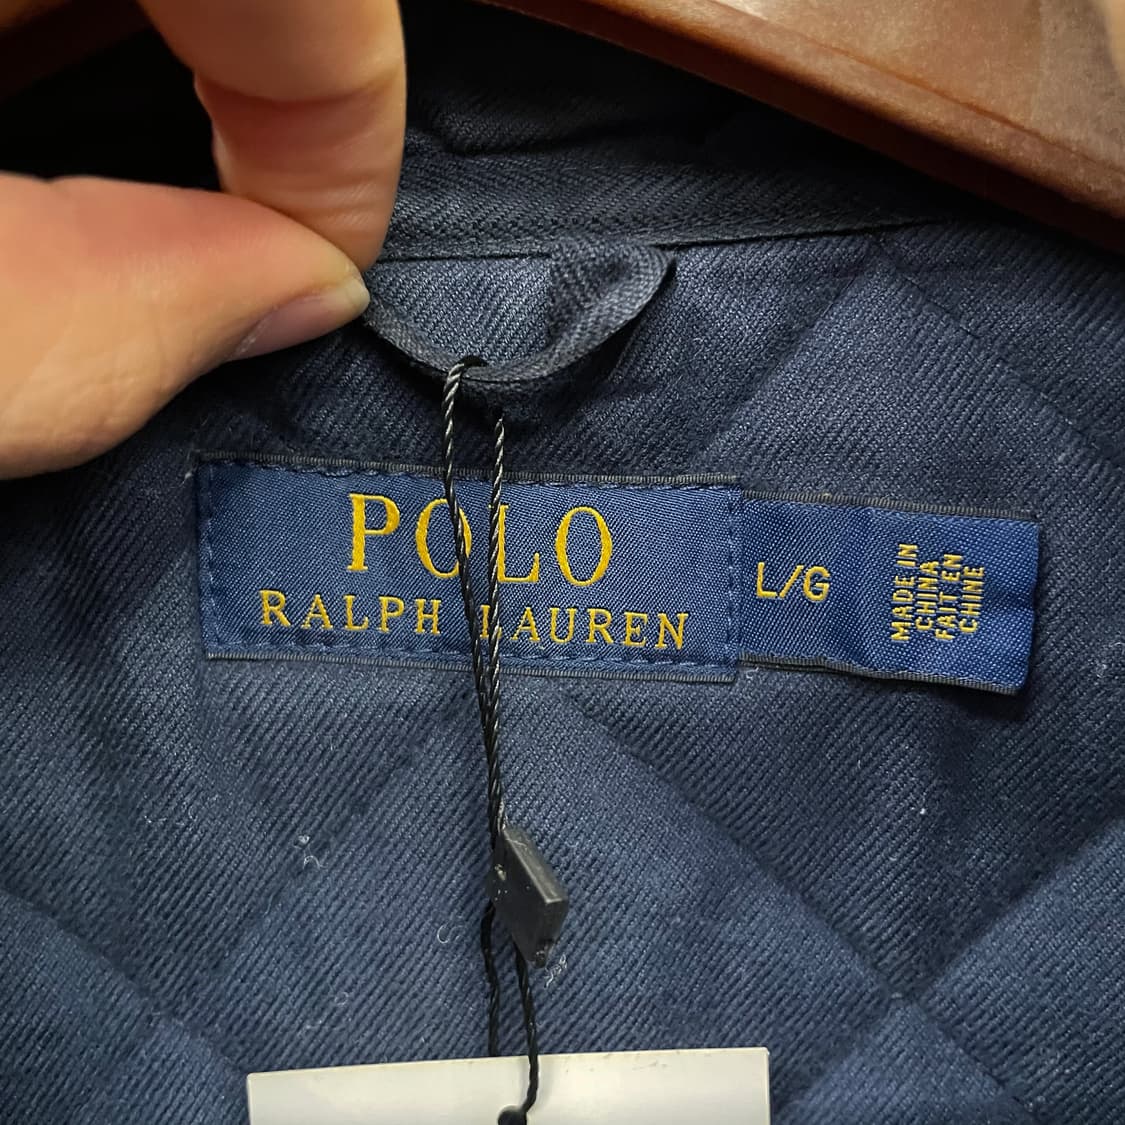 POLO
RALPH LAUREN
L/G
MADE IN
CHINA
FAIT EN
CHINE